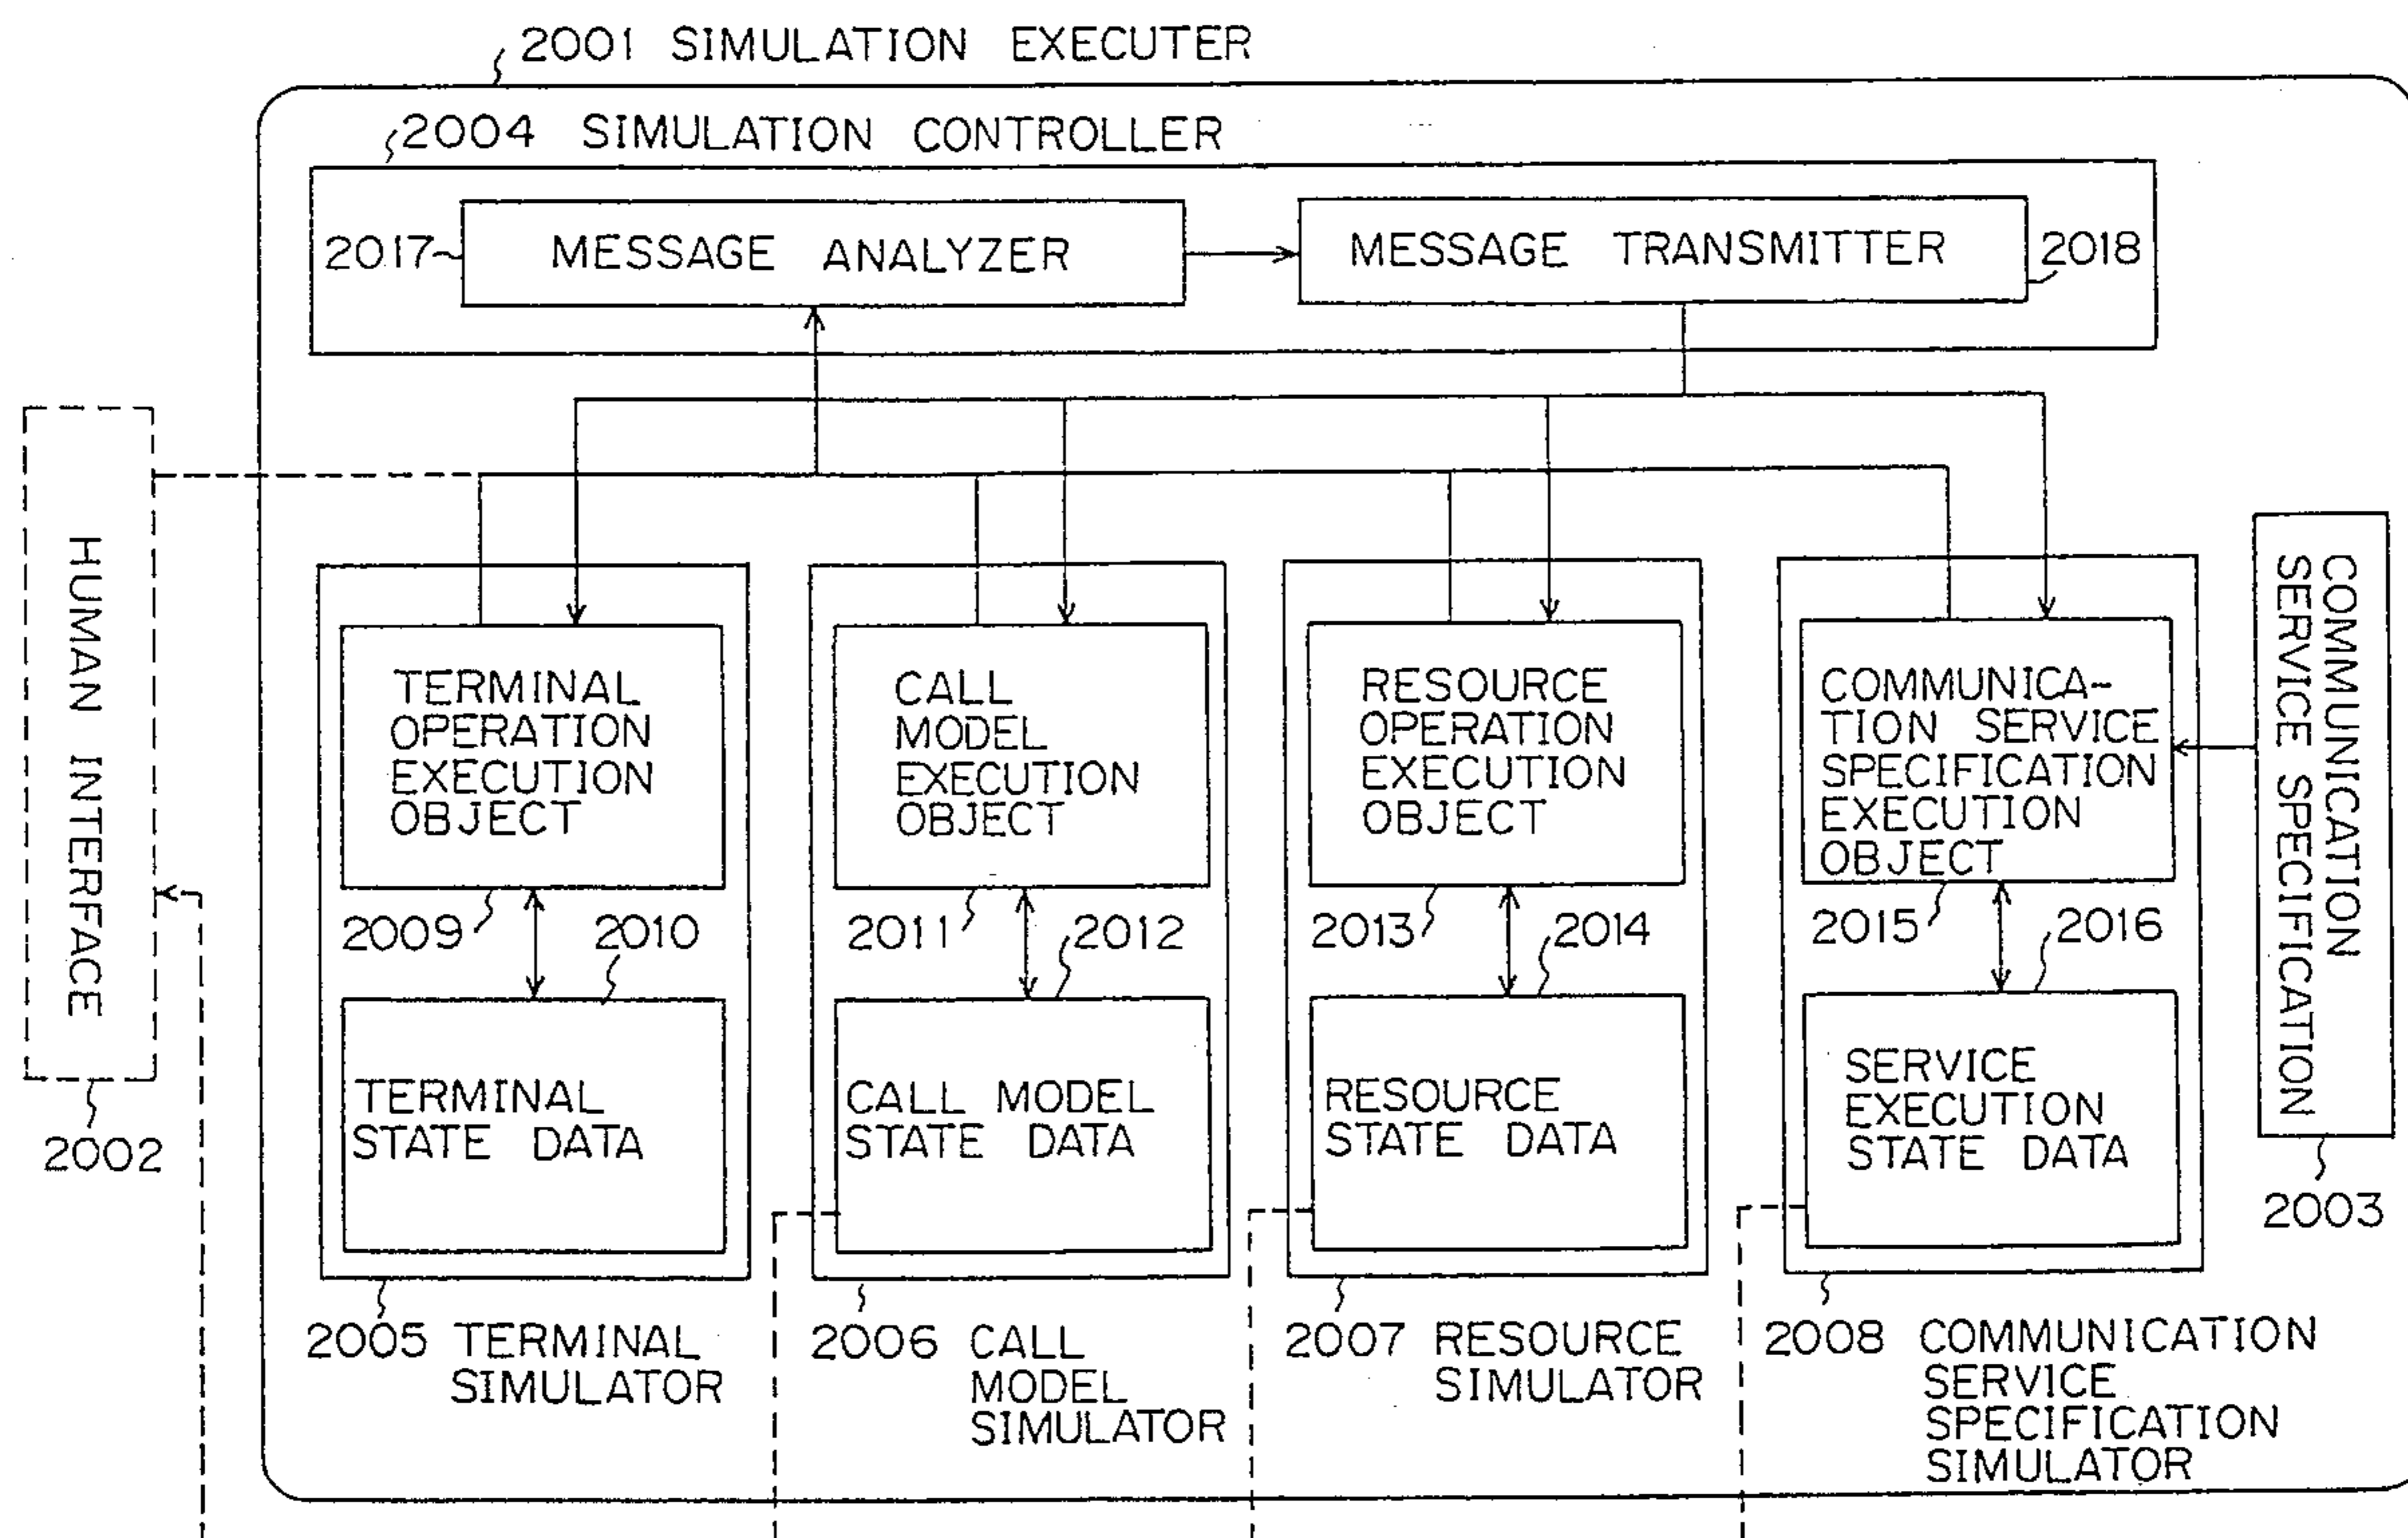 2001 SIMULATION EXECUTER
2004 SIMULATION CONTROLLER
2017
MESSAGE ANALYZER
MESSAGE TRANSMITTER
2018
HUMAN INTERFACE
2002
TERMINAL
OPERATION
EXECUTION
OBJECT
CALL
MODEL
EXECUTION
OBJECT
RESOURCE
OPERATION
EXECUTION
OBJECT
COMMUNICA-
TION SERVICE
SPECIFICATION
EXECUTION
OBJECT
COMMUNICATION
SERVICE SPECIFICATION
2003
2009
2010
2011
2012
2013
2014
2015
2016
TERMINAL
STATE DATA
CALL MODEL
STATE DATA
RESOURCE
STATE DATA
SERVICE
EXECUTION
STATE DATA
2005 TERMINAL
SIMULATOR
2006 CALL
MODEL
SIMULATOR
2007 RESOURCE
SIMULATOR
2008 COMMUNICATION
SERVICE
SPECIFICATION
SIMULATOR